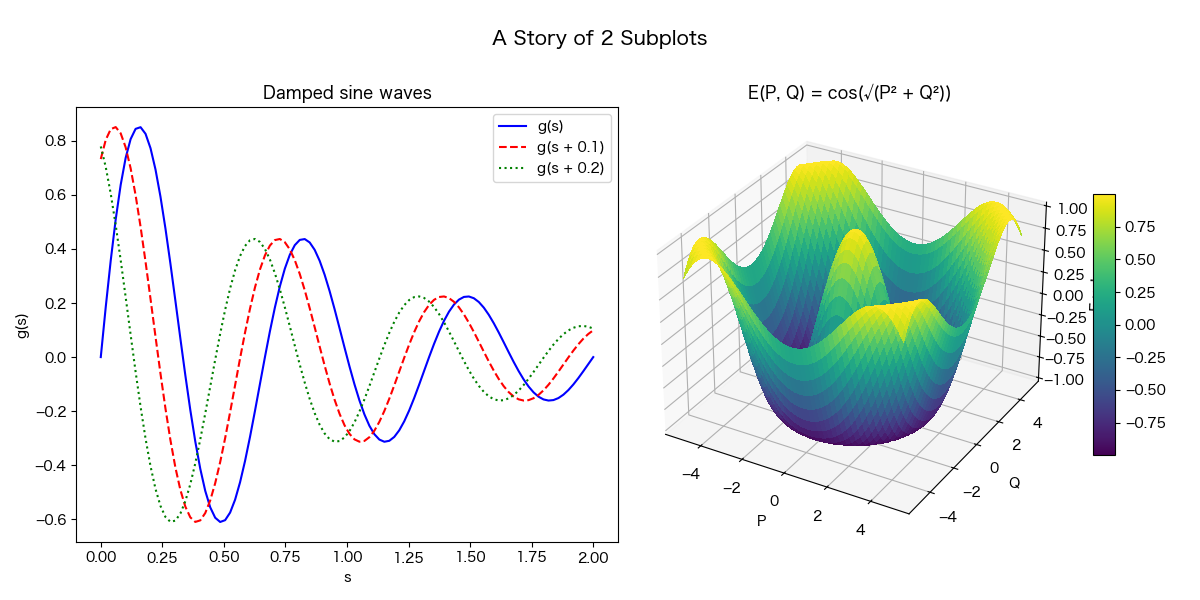 A Story of 2 Subplots
Damped sine waves
g(s)
g(s + 0.1)
g(s + 0.2)
0.8
0.6
0.4
0.2
0.0
−0.2
−0.4
−0.6
g(s)
0.00 0.25 0.50 0.75 1.00 1.25 1.50 1.75 2.00
s
E(P, Q) = cos(√(P² + Q²))
1.00
0.75
0.50
0.25
0.00
−0.25
−0.50
−0.75
−1.00
−4 −2 0 2 4
P
−4 −2 0 2 4
Q
0.75
0.50
0.25
0.00
−0.25
−0.50
−0.75